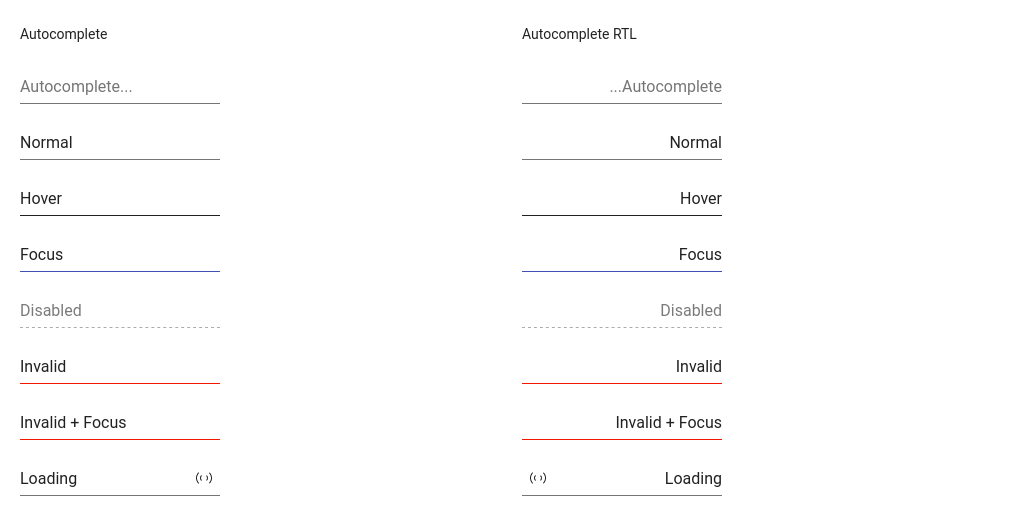 Autocomplete
Autocomplete...
Normal
Hover
Focus
Disabled
Invalid
Invalid + Focus
Loading
Autocomplete RTL
...Autocomplete
Normal
Hover
Focus
Disabled
Invalid
Invalid + Focus
Loading